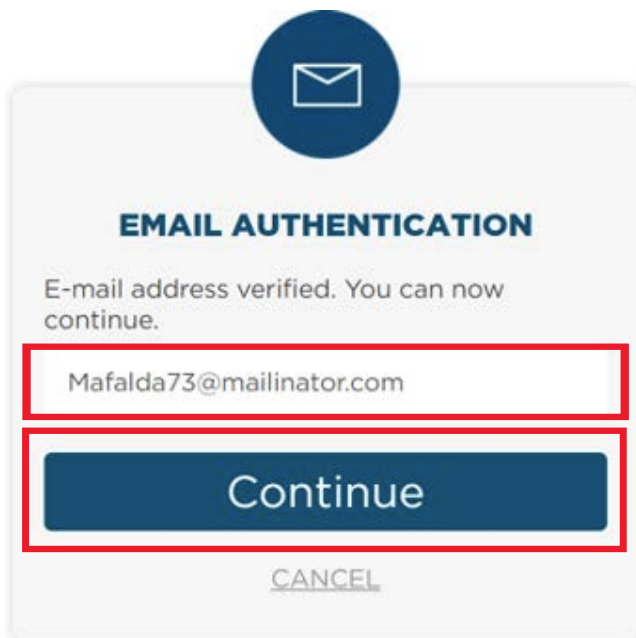 EMAIL AUTHENTICATION
E-mail address verified. You can now
continue.
Mafalda73@mailinator.com
Continue
CANCEL